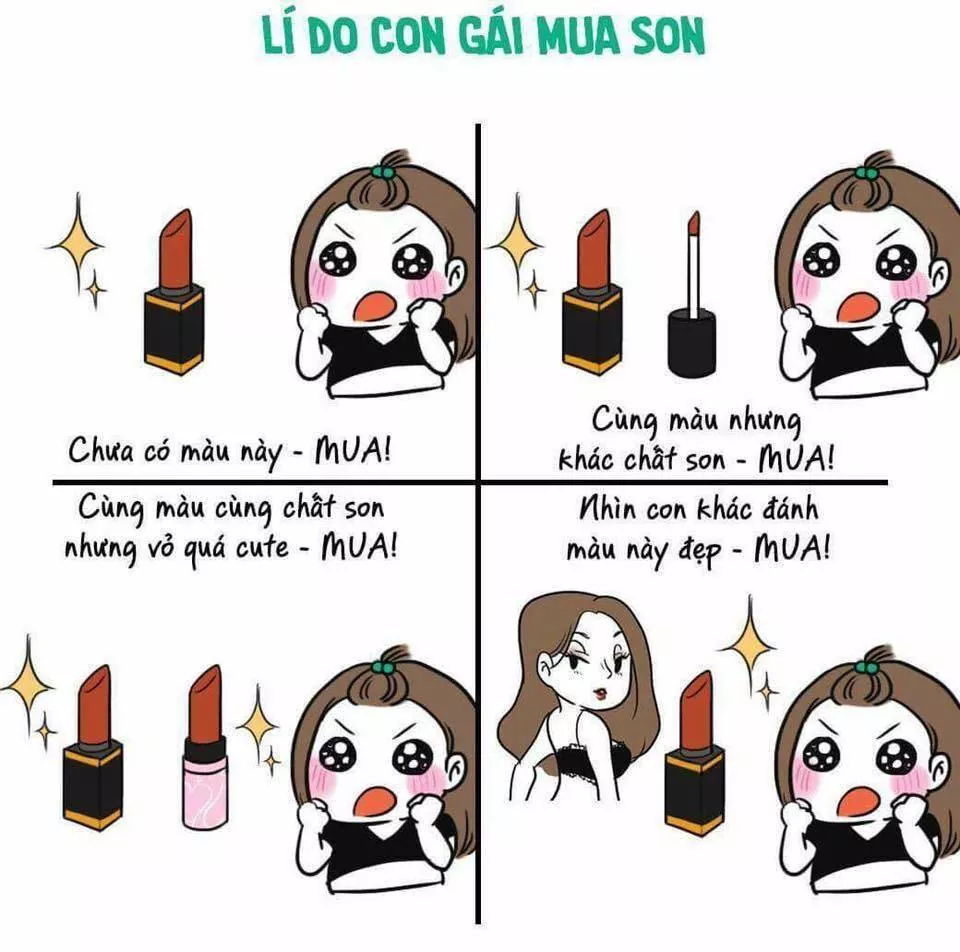 LÍ DO CON GÁI MUA SON
Chưa có màu này - MUA!
Cùng màu nhưng
khác chất son - MUA!
Cùng màu cùng chất son
nhưng vỏ quá cute - MUA!
Nhìn con khác đánh
màu này đẹp - MUA!